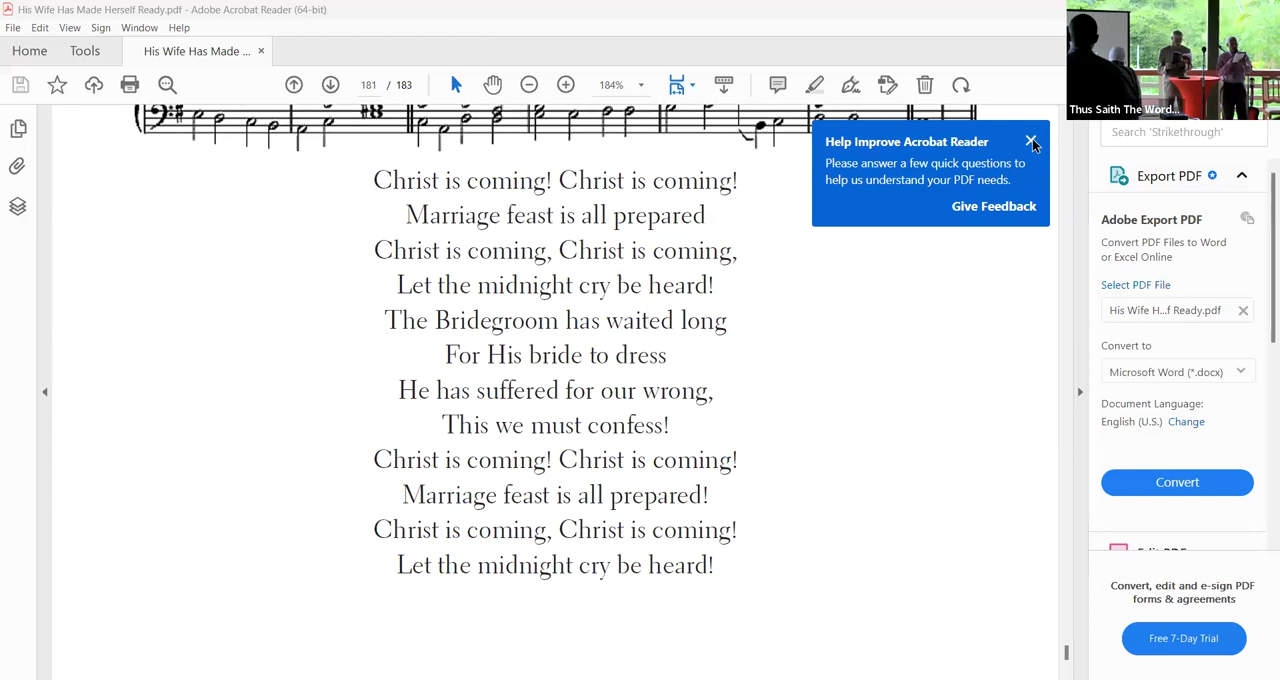 His Wife Has Made Herself Ready.pdf - Adobe Acrobat Reader (64-bit)
File Edit View Sign Window Help
Home Tools His Wife Has Made ... ×
181 / 183 184%
Thus Saith The Word...
Help Improve Acrobat Reader
Please answer a few quick questions to
help us understand your PDF needs.
Give Feedback
Christ is coming! Christ is coming!
Marriage feast is all prepared
Christ is coming, Christ is coming,
Let the midnight cry be heard!
The Bridegroom has waited long
For His bride to dress
He has suffered for our wrong,
This we must confess!
Christ is coming! Christ is coming!
Marriage feast is all prepared!
Christ is coming, Christ is coming!
Let the midnight cry be heard!
Search 'Strikethrough'
Export PDF
Adobe Export PDF
Convert PDF Files to Word
or Excel Online
Select PDF File
His Wife H...f Ready.pdf
Convert to
Microsoft Word (*.docx)
Document Language:
English (U.S.) Change
Convert
Edit PDF
Convert, edit and e-sign PDF
forms & agreements
Free 7-Day Trial